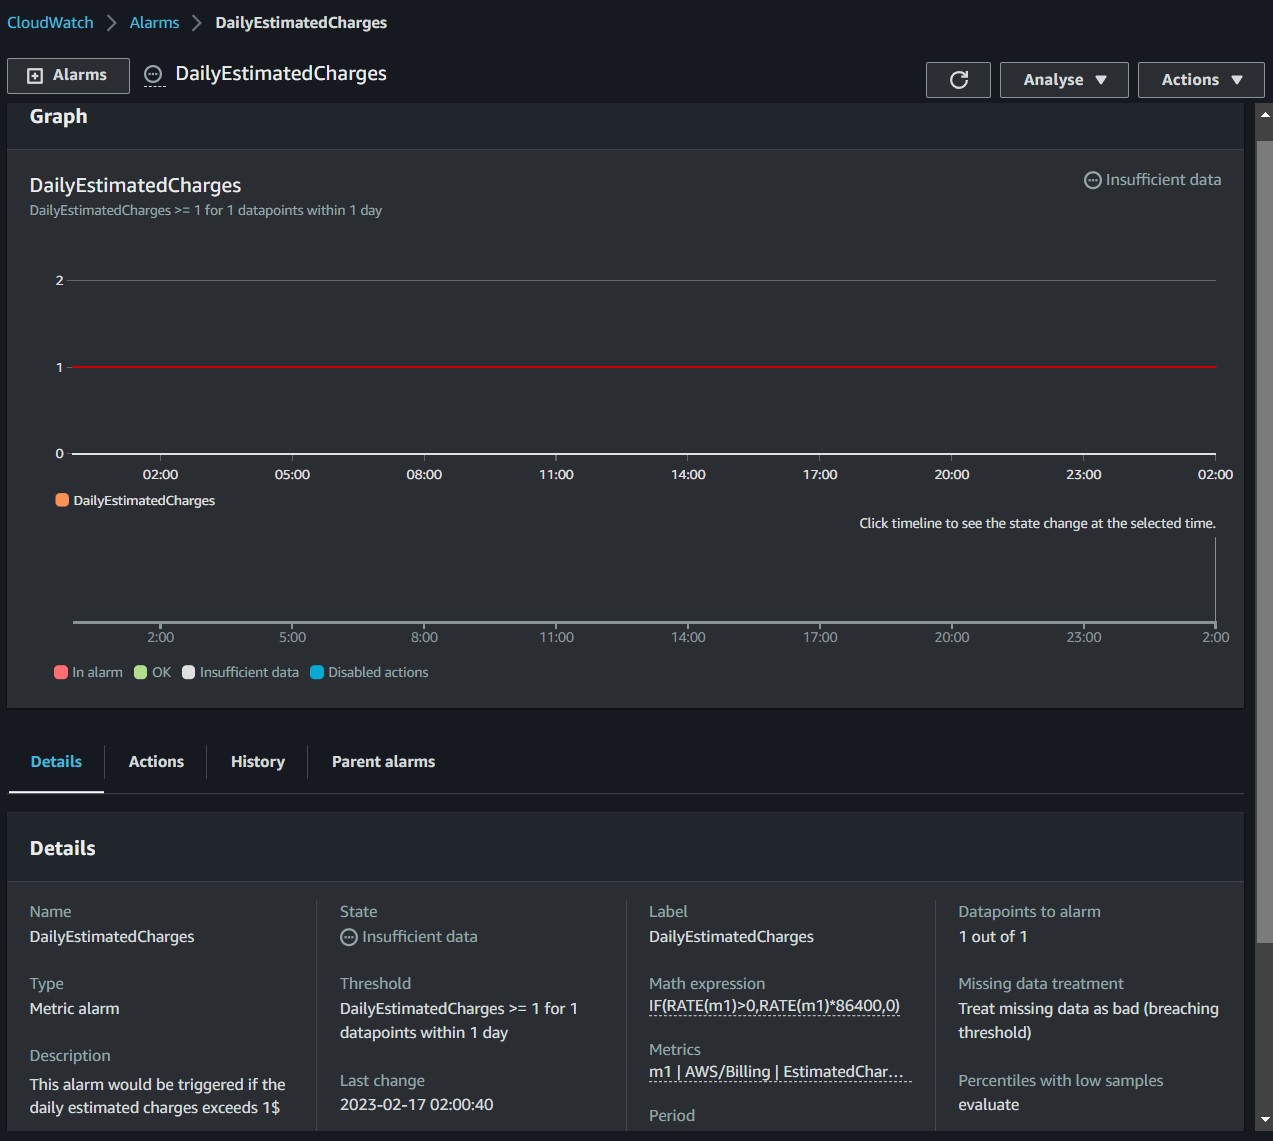 CloudWatch > Alarms > DailyEstimatedCharges
Alarms
DailyEstimatedCharges
Analyse
Actions
Graph
DailyEstimatedCharges
Insufficient data
DailyEstimatedCharges >= 1 for 1 datapoints within 1 day
2
1
0
02:00 05:00 08:00 11:00 14:00 17:00 20:00 23:00 02:00
DailyEstimatedCharges
Click timeline to see the state change at the selected time.
2:00 5:00 8:00 11:00 14:00 17:00 20:00 23:00 2:00
In alarm OK Insufficient data Disabled actions
Details Actions History Parent alarms
Details
Name
DailyEstimatedCharges
Type
Metric alarm
Description
This alarm would be triggered if the
daily estimated charges exceeds 1$
State
Insufficient data
Threshold
DailyEstimatedCharges >= 1 for 1
datapoints within 1 day
Last change
2023-02-17 02:00:40
Label
DailyEstimatedCharges
Math expression
IF(RATE(m1)>0,RATE(m1)*86400,0)
Metrics
m1 | AWS/Billing | EstimatedChar...
Period
Datapoints to alarm
1 out of 1
Missing data treatment
Treat missing data as bad (breaching
threshold)
Percentiles with low samples
evaluate